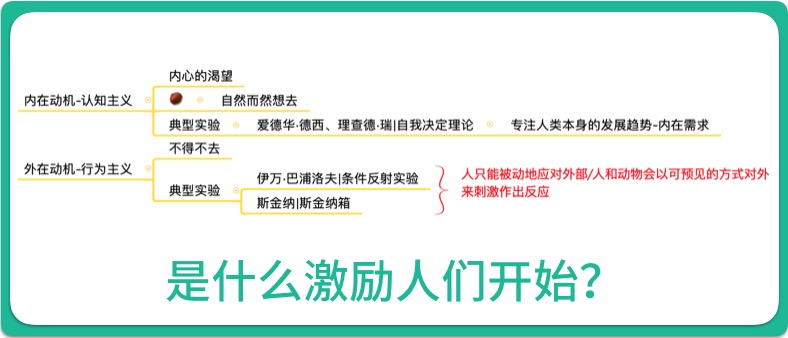 内心的渴望
内在动机-认知主义
自然而然想去
典型实验
爱德华·德西、理查德·瑞|自我决定理论
专注人类本身的发展趋势-内在需求
不得不去
外在动机-行为主义
典型实验
伊万·巴浦洛夫|条件反射实验
斯金纳|斯金纳箱
人只能被动地应对外部/人和动物会以可预见的方式对外
来刺激作出反应
是什么激励人们开始?